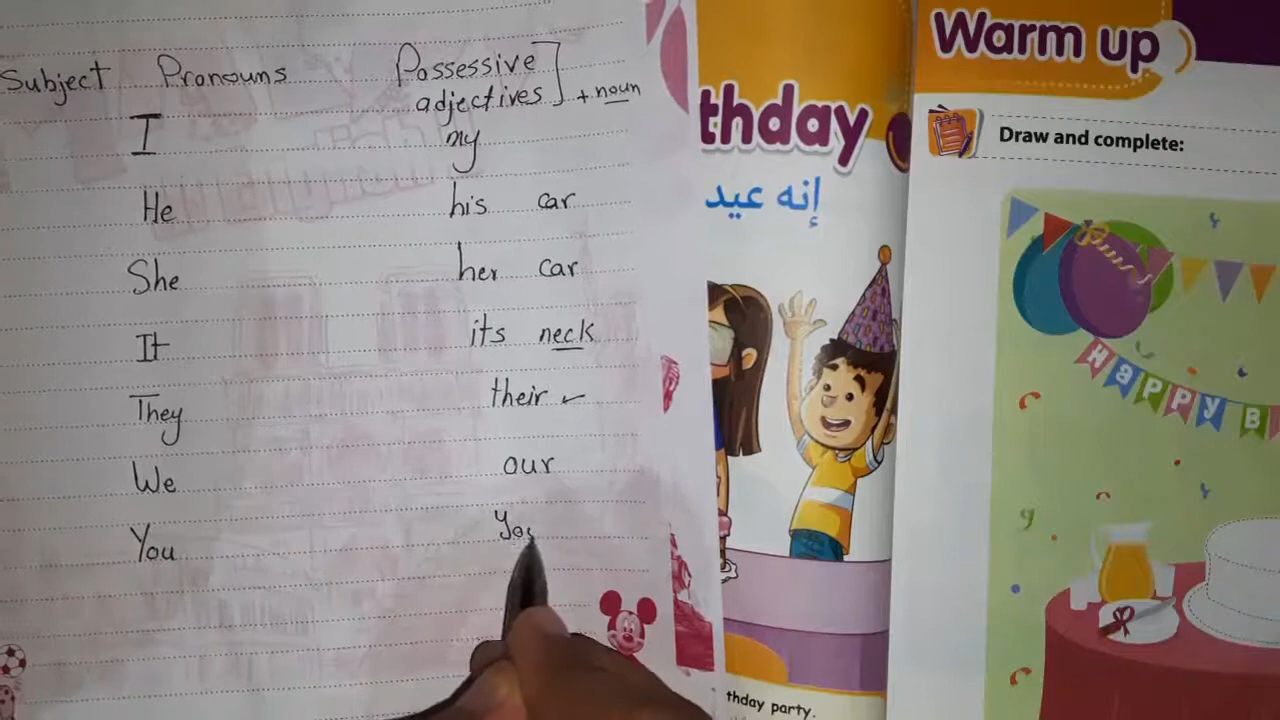 Subject Pronouns Possessive
adjectives + noun
I my
He his car
She her car
It its neck
They their
We our
You You
thday
إنه عيد
thday party.
Warm up
Draw and complete:
HAPPY B